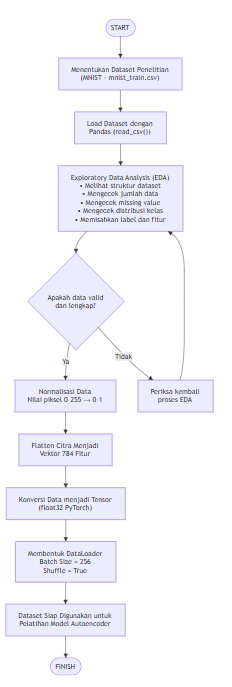 START
Menentukan Dataset Penelitian
(MNIST - mnist_train.csv)
Load Dataset dengan
Pandas (read_csv())
Exploratory Data Analysis (EDA)
• Melihat struktur dataset
• Mengecek jumlah data
• Mengecek missing value
• Mengecek distribusi kelas
• Memisahkan label dan fitur
Apakah data valid
dan lengkap?
Ya
Tidak
Normalisasi Data
Nilai piksel 0-255 → 0-1
Periksa kembali
proses EDA
Flatten Citra Menjadi
Vektor 784 Fitur
Konversi Data menjadi Tensor
(float32 PyTorch)
Membentuk DataLoader
Batch Size = 256
Shuffle = True
Dataset Siap Digunakan untuk
Pelatihan Model Autoencoder
FINISH